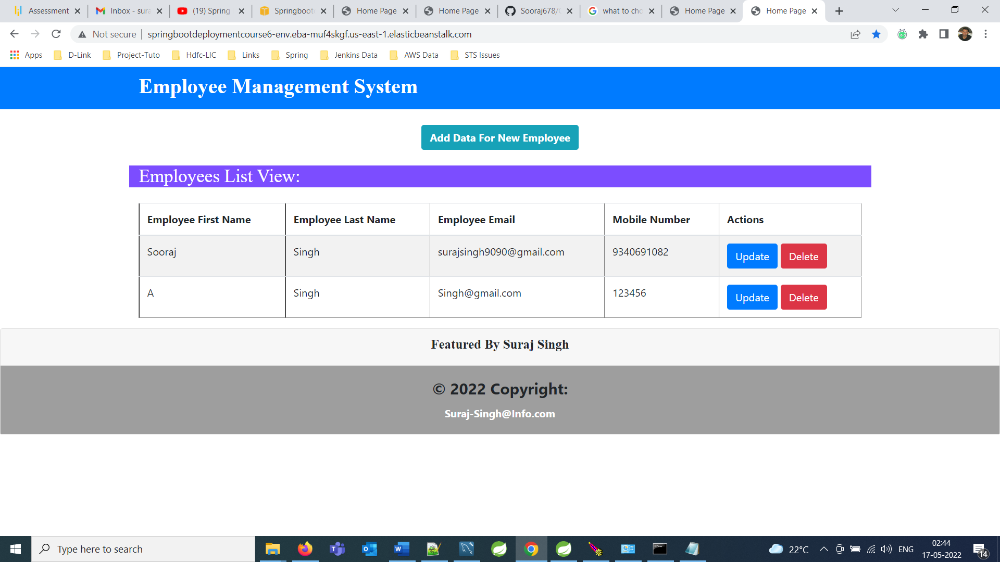 Assessment
Inbox - sura
(19) Spring
Springboot
Home Page
Home Page
Sooraj678/
what to cho
Home Page
Home Page
Not secure
springbootdeploymentcourse6-env.eba-muf4skgf.us-east-1.elasticbeanstalk.com
Apps
D-Link
Project-Tuto
Hdfc-LIC
Links
Spring
Jenkins Data
AWS Data
STS Issues
Employee Management System
Add Data For New Employee
Employees List View:
Employee First Name Employee Last Name Employee Email Mobile Number Actions
Sooraj Singh surajsingh9090@gmail.com 9340691082 Update Delete
A Singh Singh@gmail.com 123456 Update Delete
Featured By Suraj Singh
© 2022 Copyright:
Suraj-Singh@Info.com
Type here to search
22°C
ENG
02:44
17-05-2022
14